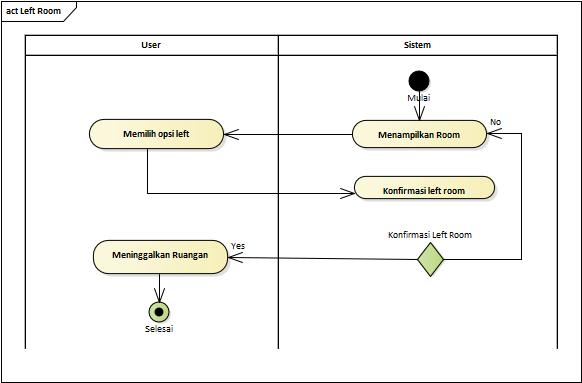 act Left Room
User
Sistem
Mulai
Memilih opsi left
Menampilkan Room
No
Konfirmasi left room
Konfirmasi Left Room
Yes
Meninggalkan Ruangan
Selesai